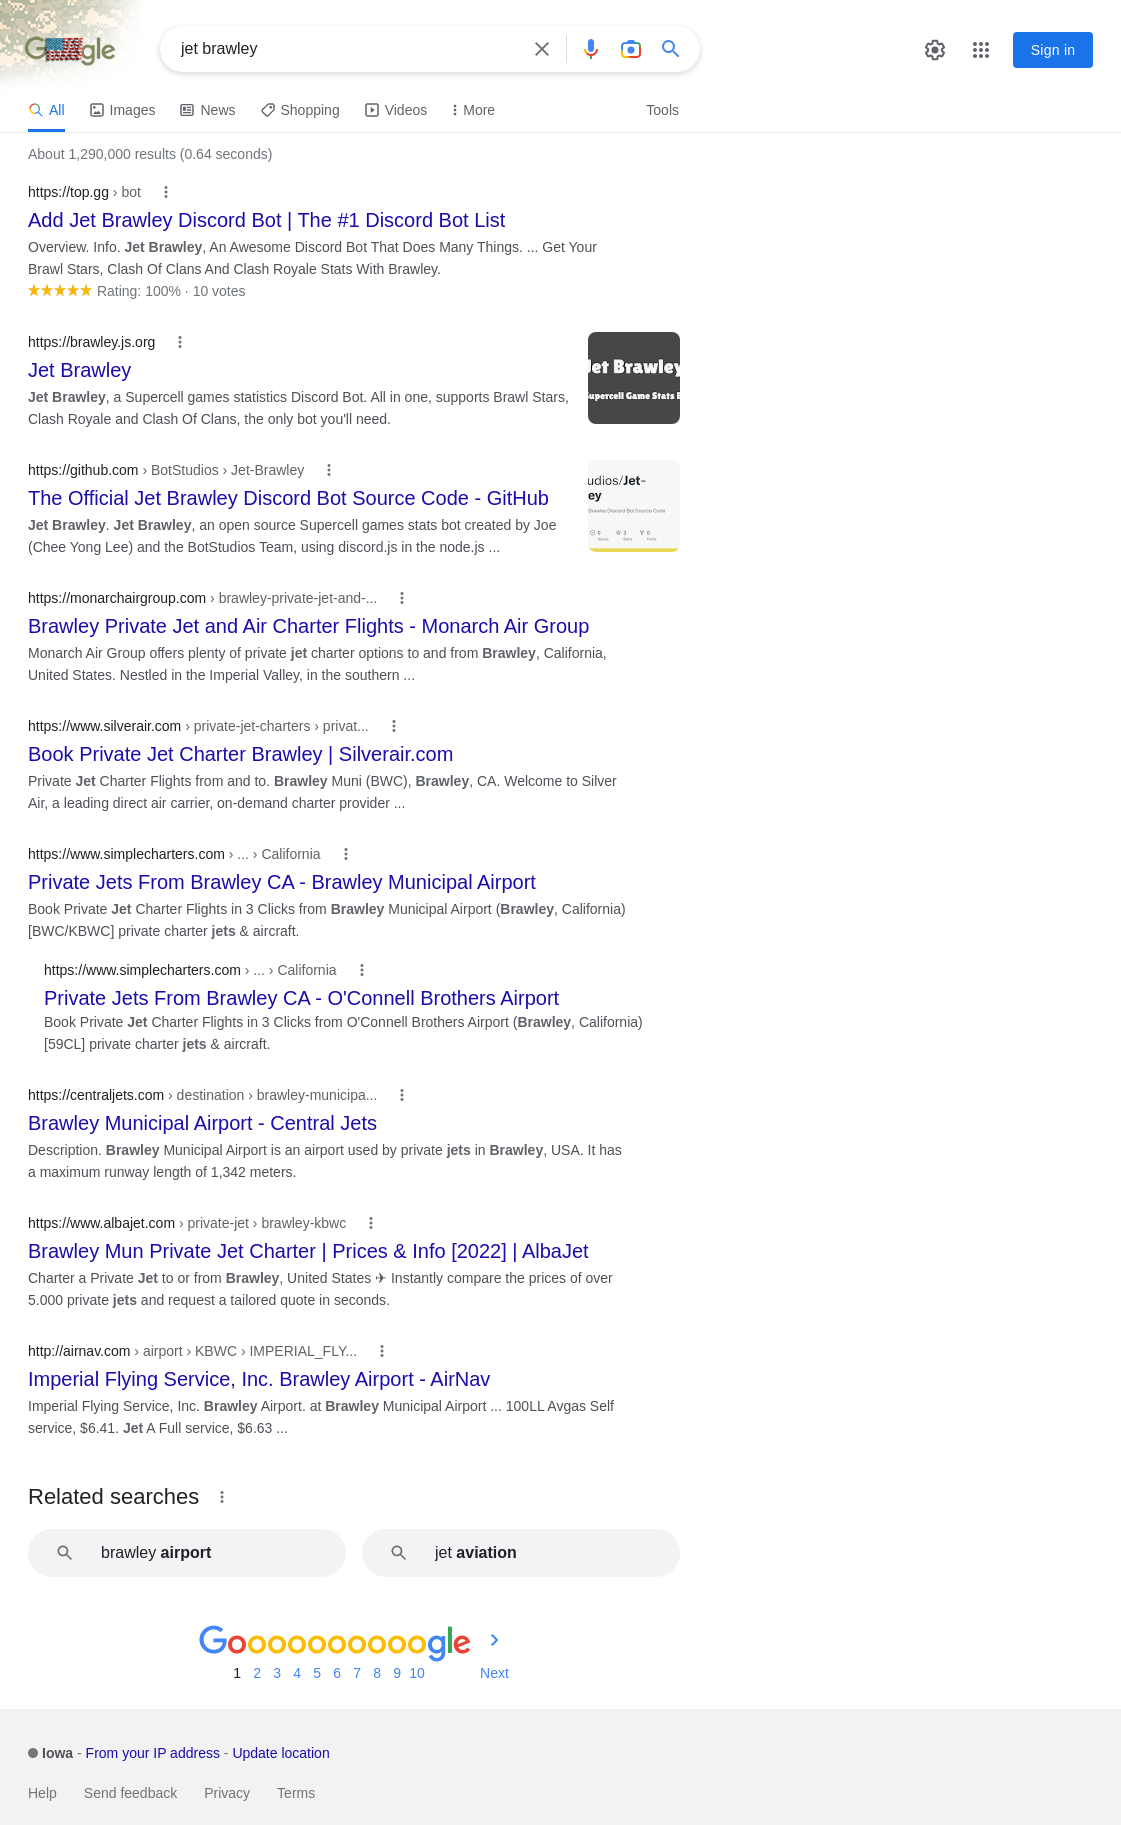 Google
jet brawley
Sign in
All
Images
News
Shopping
Videos
More
Tools
About 1,290,000 results (0.64 seconds)
https://top.gg › bot
Add Jet Brawley Discord Bot | The #1 Discord Bot List
Overview. Info. Jet Brawley, An Awesome Discord Bot That Does Many Things. ... Get Your
Brawl Stars, Clash Of Clans And Clash Royale Stats With Brawley.
Rating: 100% · 10 votes
https://brawley.js.org
Jet Brawley
Jet Brawley, a Supercell games statistics Discord Bot. All in one, supports Brawl Stars,
Clash Royale and Clash Of Clans, the only bot you'll need.
Jet Brawley
Supercell Game Stats
https://github.com › BotStudios › Jet-Brawley
The Official Jet Brawley Discord Bot Source Code - GitHub
Jet Brawley. Jet Brawley, an open source Supercell games stats bot created by Joe
(Chee Yong Lee) and the BotStudios Team, using discord.js in the node.js ...
udios/Jet-
ey
Brawley Discord Bot Source Code
https://monarchairgroup.com › brawley-private-jet-and-...
Brawley Private Jet and Air Charter Flights - Monarch Air Group
Monarch Air Group offers plenty of private jet charter options to and from Brawley, California,
United States. Nestled in the Imperial Valley, in the southern ...
https://www.silverair.com › private-jet-charters › privat...
Book Private Jet Charter Brawley | Silverair.com
Private Jet Charter Flights from and to. Brawley Muni (BWC), Brawley, CA. Welcome to Silver
Air, a leading direct air carrier, on-demand charter provider ...
https://www.simplecharters.com › ... › California
Private Jets From Brawley CA - Brawley Municipal Airport
Book Private Jet Charter Flights in 3 Clicks from Brawley Municipal Airport (Brawley, California)
[BWC/KBWC] private charter jets & aircraft.
https://www.simplecharters.com › ... › California
Private Jets From Brawley CA - O'Connell Brothers Airport
Book Private Jet Charter Flights in 3 Clicks from O'Connell Brothers Airport (Brawley, California)
[59CL] private charter jets & aircraft.
https://centraljets.com › destination › brawley-municipa...
Brawley Municipal Airport - Central Jets
Description. Brawley Municipal Airport is an airport used by private jets in Brawley, USA. It has
a maximum runway length of 1,342 meters.
https://www.albajet.com › private-jet › brawley-kbwc
Brawley Mun Private Jet Charter | Prices & Info [2022] | AlbaJet
Charter a Private Jet to or from Brawley, United States ✈ Instantly compare the prices of over
5.000 private jets and request a tailored quote in seconds.
http://airnav.com › airport › KBWC › IMPERIAL_FLY...
Imperial Flying Service, Inc. Brawley Airport - AirNav
Imperial Flying Service, Inc. Brawley Airport. at Brawley Municipal Airport ... 100LL Avgas Self
service, $6.41. Jet A Full service, $6.63 ...
Related searches
brawley airport
jet aviation
Goooooooooogle
1 2 3 4 5 6 7 8 9 10 Next
Iowa - From your IP address - Update location
Help Send feedback Privacy Terms